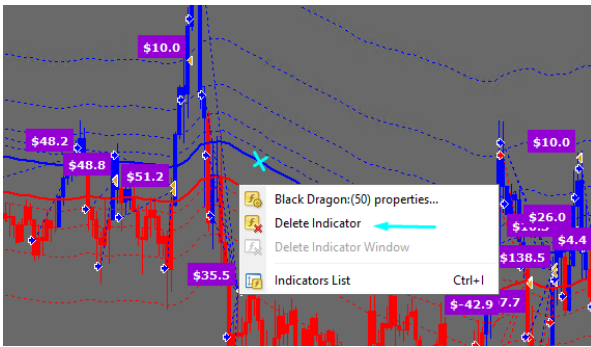 $10.0
$48.2
$48.8
$51.2
$10.0
Black Dragon:(50) properties...
Delete Indicator
Delete Indicator Window
Indicators List Ctrl+I
$26.0
$4.4
$138.5
$35.5
$-42.9
7.7